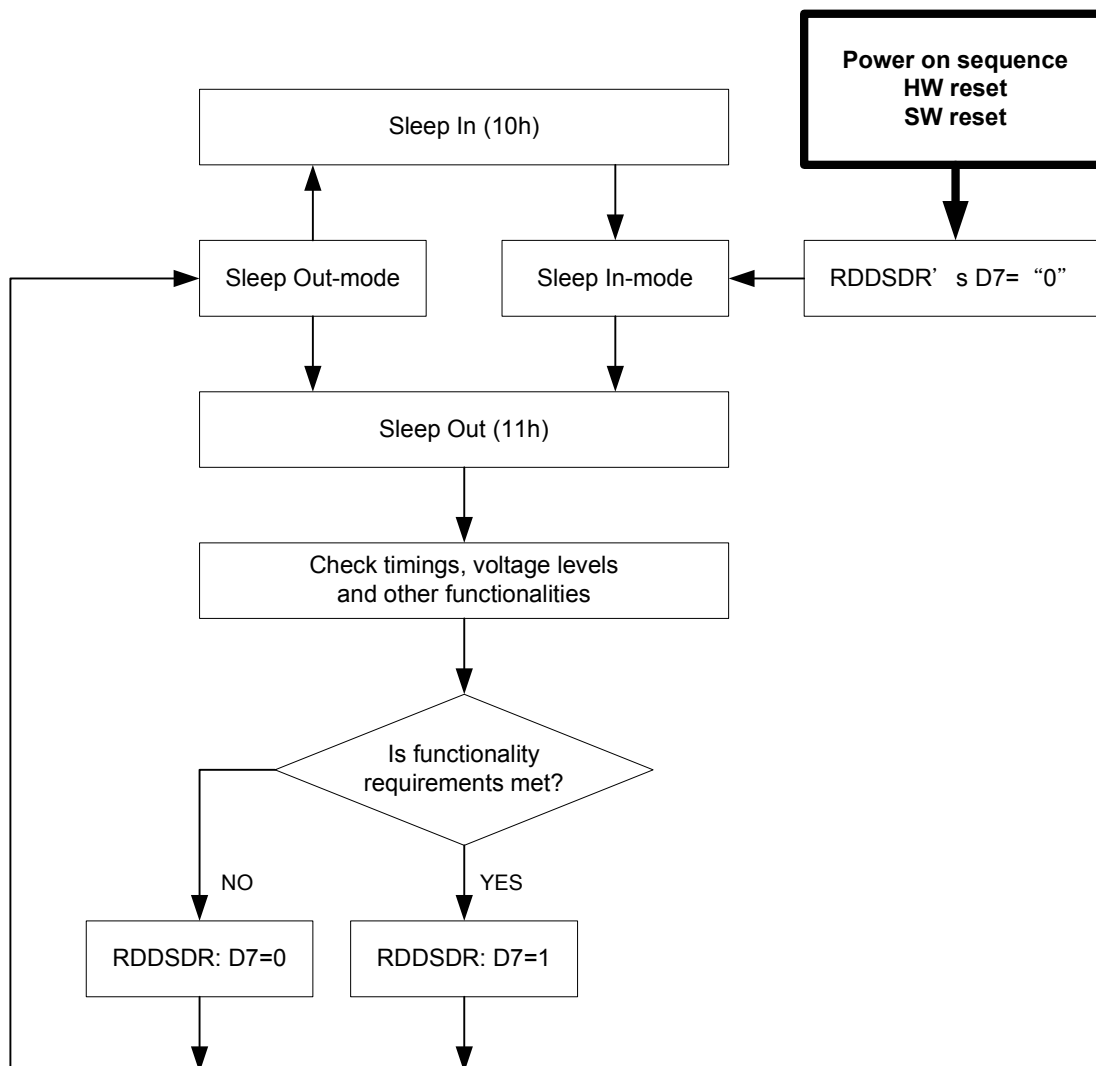 Power on sequence
HW reset
SW reset
Sleep In (10h)
Sleep Out-mode
Sleep In-mode
RDDSDR’ s D7= “0”
Sleep Out (11h)
Check timings, voltage levels
and other functionalities
Is functionality
requirements met?
NO
YES
RDDSDR: D7=0
RDDSDR: D7=1